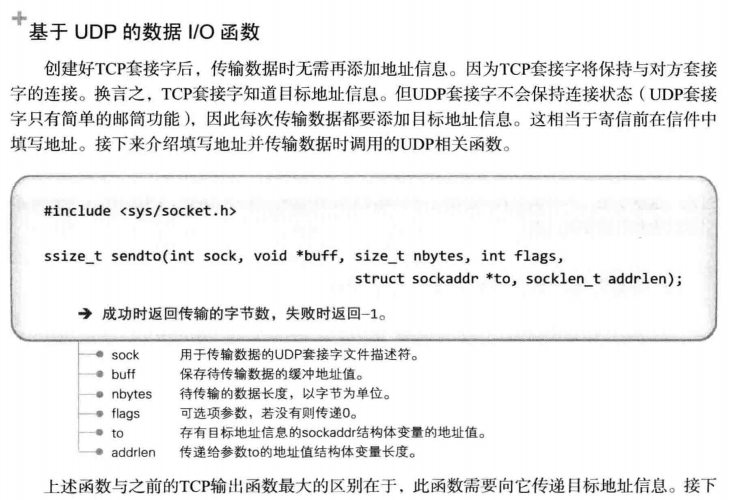 基于 UDP 的数据 I/O 函数
创建好TCP套接字后，传输数据时无需再添加地址信息。因为TCP套接字将保持与对方套接
字的连接。换言之，TCP套接字知道目标地址信息。但UDP套接字不会保持连接状态（UDP套接
字只有简单的邮筒功能），因此每次传输数据都要添加目标地址信息。这相当于寄信前在信件中
填写地址。接下来介绍填写地址并传输数据时调用的UDP相关函数。
#include <sys/socket.h>
ssize_t sendto(int sock, void *buff, size_t nbytes, int flags,
struct sockaddr *to, socklen_t addrlen);
➔ 成功时返回传输的字节数，失败时返回–1。
sock 用于传输数据的UDP套接字文件描述符。
buff 保存待传输数据的缓冲地址值。
nbytes 待传输的数据长度，以字节为单位。
flags 可选项参数，若没有则传递0。
to 存有目标地址信息的sockaddr结构体变量的地址值。
addrlen 传递给参数to的地址值结构体变量长度。
上述函数与之前的TCP输出函数最大的区别在于，此函数需要向它传递目标地址信息。接下